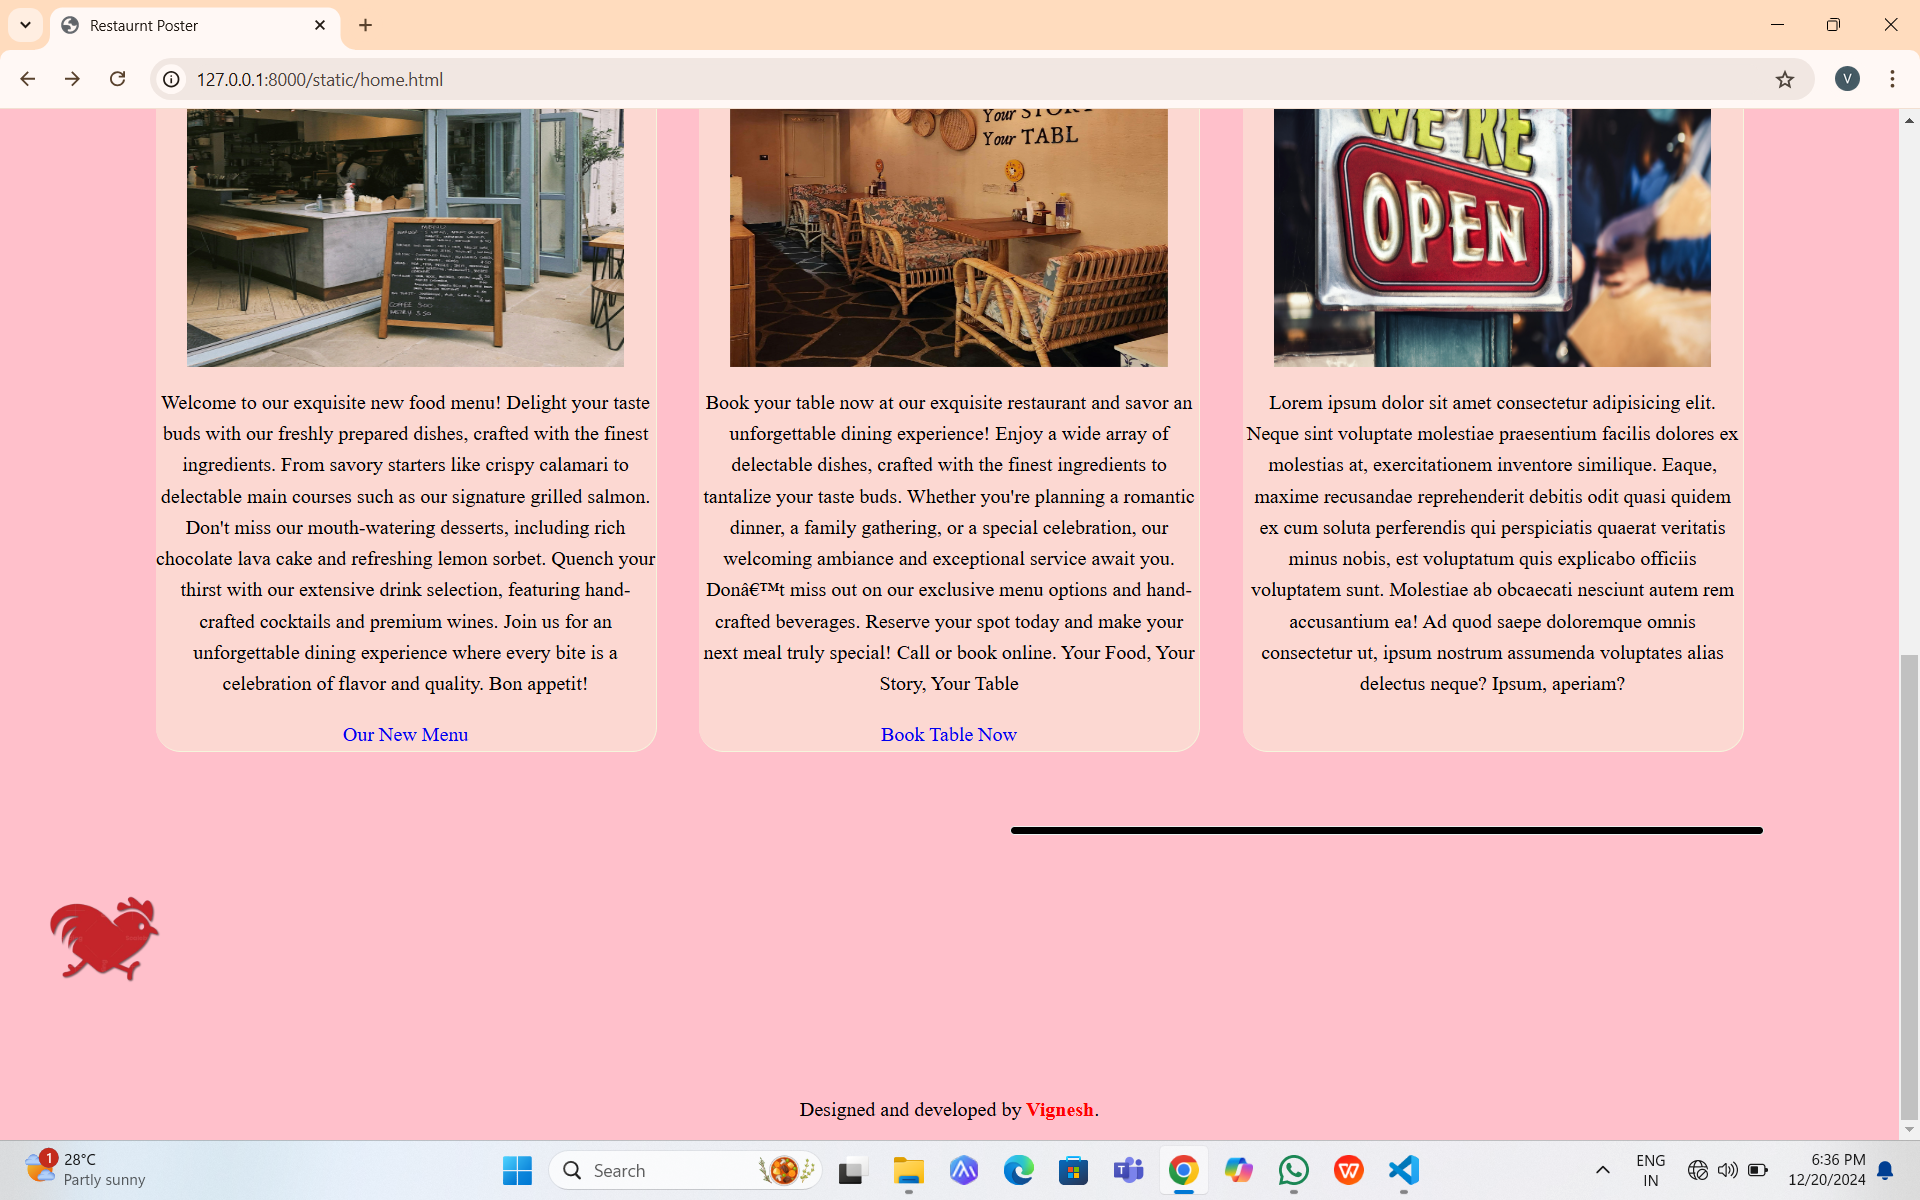 Restaurnt Poster
127.0.0.1:8000/static/home.html
V
Your STORY
Your TABL
WE'RE
OPEN
COFFEE 3.00
Welcome to our exquisite new food menu! Delight your taste
buds with our freshly prepared dishes, crafted with the finest
ingredients. From savory starters like crispy calamari to
delectable main courses such as our signature grilled salmon.
Don't miss our mouth-watering desserts, including rich
chocolate lava cake and refreshing lemon sorbet. Quench your
thirst with our extensive drink selection, featuring hand-
crafted cocktails and premium wines. Join us for an
unforgettable dining experience where every bite is a
celebration of flavor and quality. Bon appetit!
Our New Menu
Book your table now at our exquisite restaurant and savor an
unforgettable dining experience! Enjoy a wide array of
delectable dishes, crafted with the finest ingredients to
tantalize your taste buds. Whether you're planning a romantic
dinner, a family gathering, or a special celebration, our
welcoming ambiance and exceptional service await you.
Donâ€™t miss out on our exclusive menu options and hand-
crafted beverages. Reserve your spot today and make your
next meal truly special! Call or book online. Your Food, Your
Story, Your Table
Book Table Now
Lorem ipsum dolor sit amet consectetur adipisicing elit.
Neque sint voluptate molestiae praesentium facilis dolores ex
molestias at, exercitationem inventore similique. Eaque,
maxime recusandae reprehenderit debitis odit quasi quidem
ex cum soluta perferendis qui perspiciatis quaerat veritatis
minus nobis, est voluptatum quis explicabo officiis
voluptatem sunt. Molestiae ab obcaecati nesciunt autem rem
accusantium ea! Ad quod saepe doloremque omnis
consectetur ut, ipsum nostrum assumenda voluptates alias
delectus neque? Ipsum, aperiam?
Designed and developed by Vignesh.
1
28°C
Partly sunny
Search
ENG
IN
6:36 PM
12/20/2024